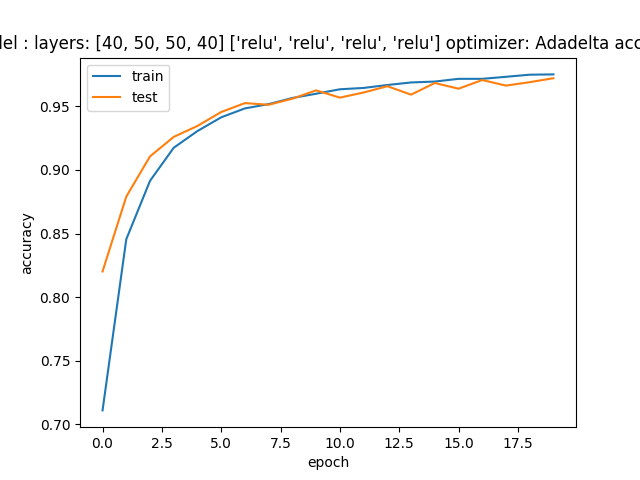 : layers: [40, 50, 50, 40] ['relu', 'relu', 'relu', 'relu'] optimizer: Adadelta
train
test
accuracy
0.95
0.90
0.85
0.80
0.75
0.70
0.0 2.5 5.0 7.5 10.0 12.5 15.0 17.5
epoch